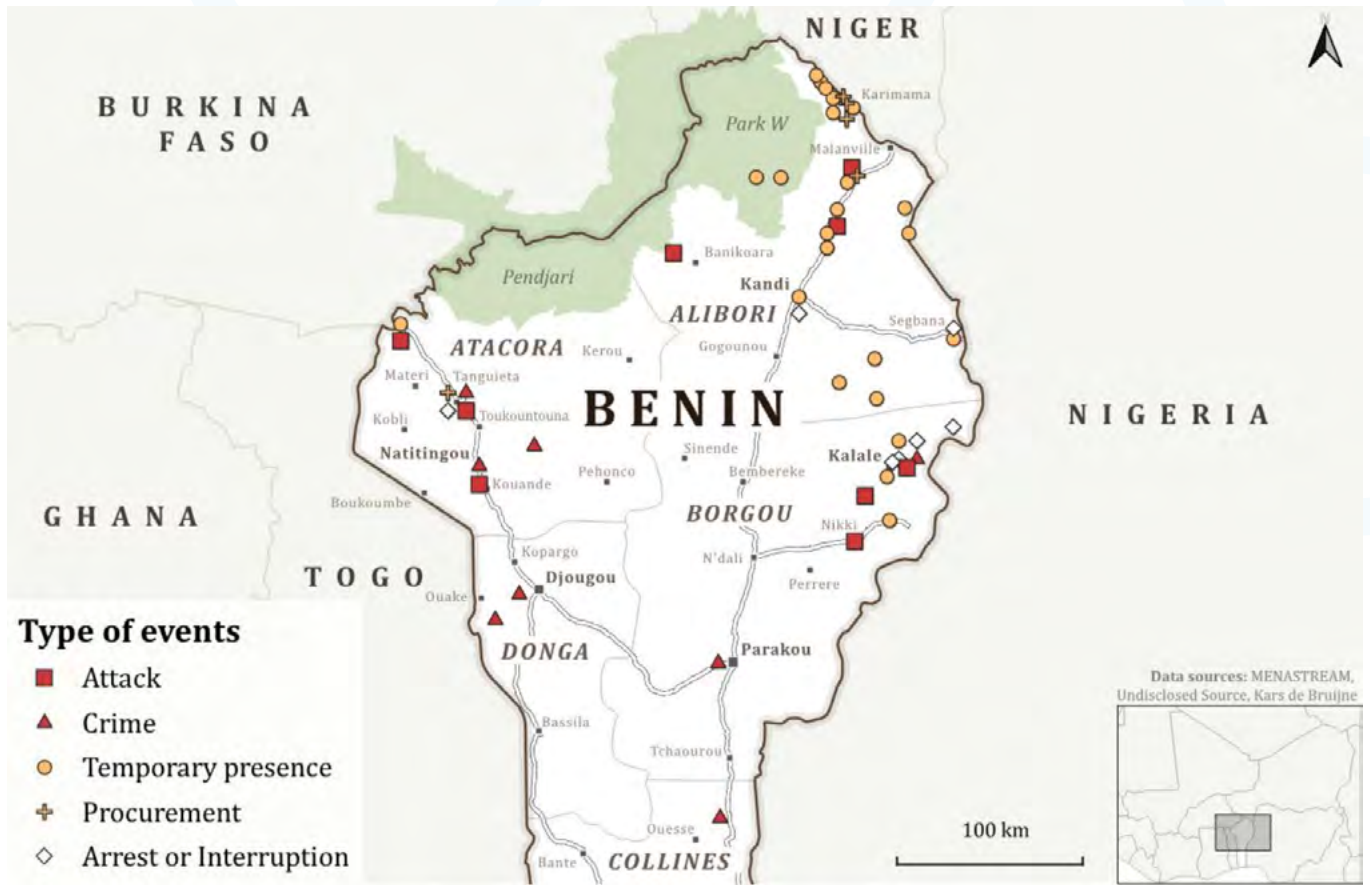 NIGER
N
BURKINA
FASO
Karimama
Park W
Malanville
Banikoara
Pendjari
Kandi
ALIBORI
Segbana
ATACORA
Kerou
Gogounou
Materi
Tanguieta
BENIN
NIGERIA
Kobli
Toukountouna
Natitingou
Sinende
Kalale
Pehonco
Bembereke
Kouande
Boukoumbe
GHANA
BORGOU
Nikki
Kopargo
N'dali
TOGO
Djougou
Perrere
Ouake
Type of events
Attack
Crime
Temporary presence
Procurement
Arrest or Interruption
DONGA
Parakou
Data sources: MENASTREAM,
Undisclosed Source, Kars de Bruijne
Bassila
Tchaourou
Ouesse
100 km
Bante
COLLINES